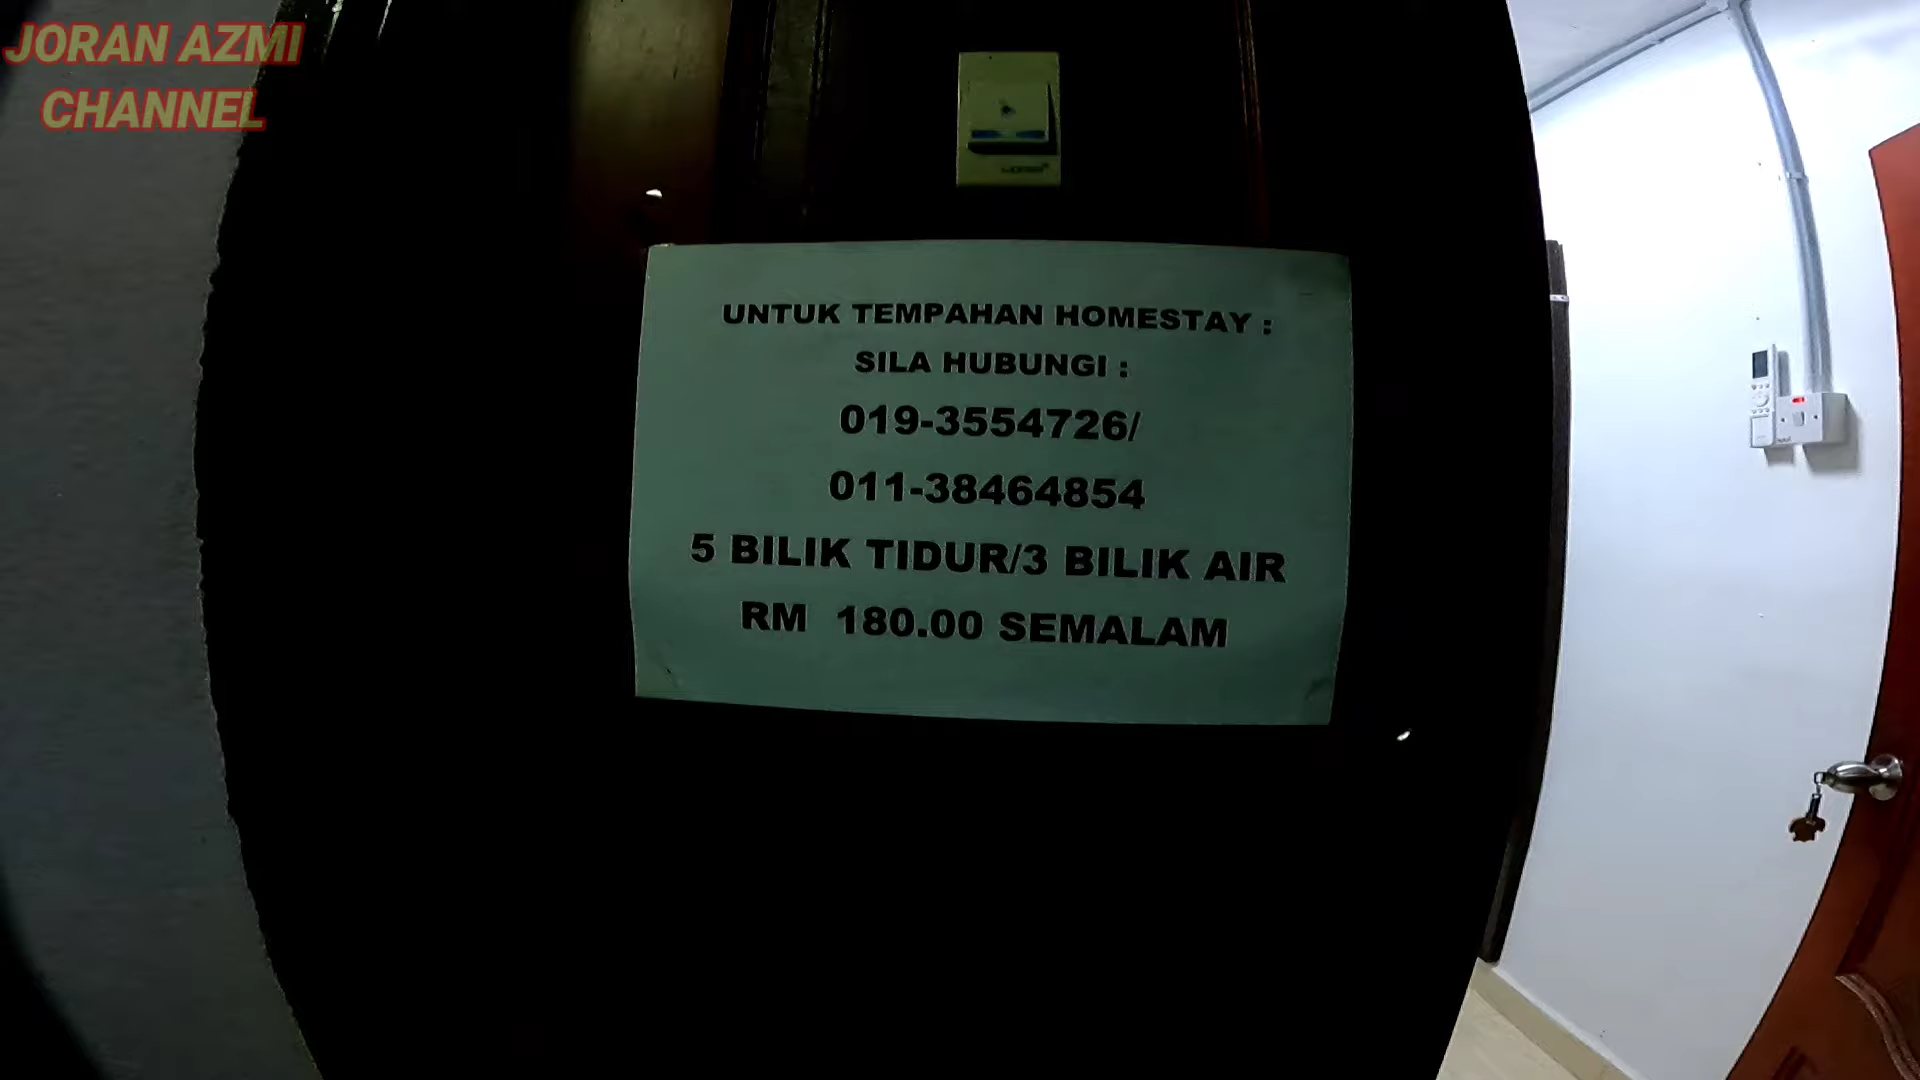 JORAN AZMI
CHANNEL
UNTUK TEMPAHAN HOMESTAY :
SILA HUBUNGI :
019-3554726/
011-38464854
5 BILIK TIDUR/3 BILIK AIR
RM 180.00 SEMALAM